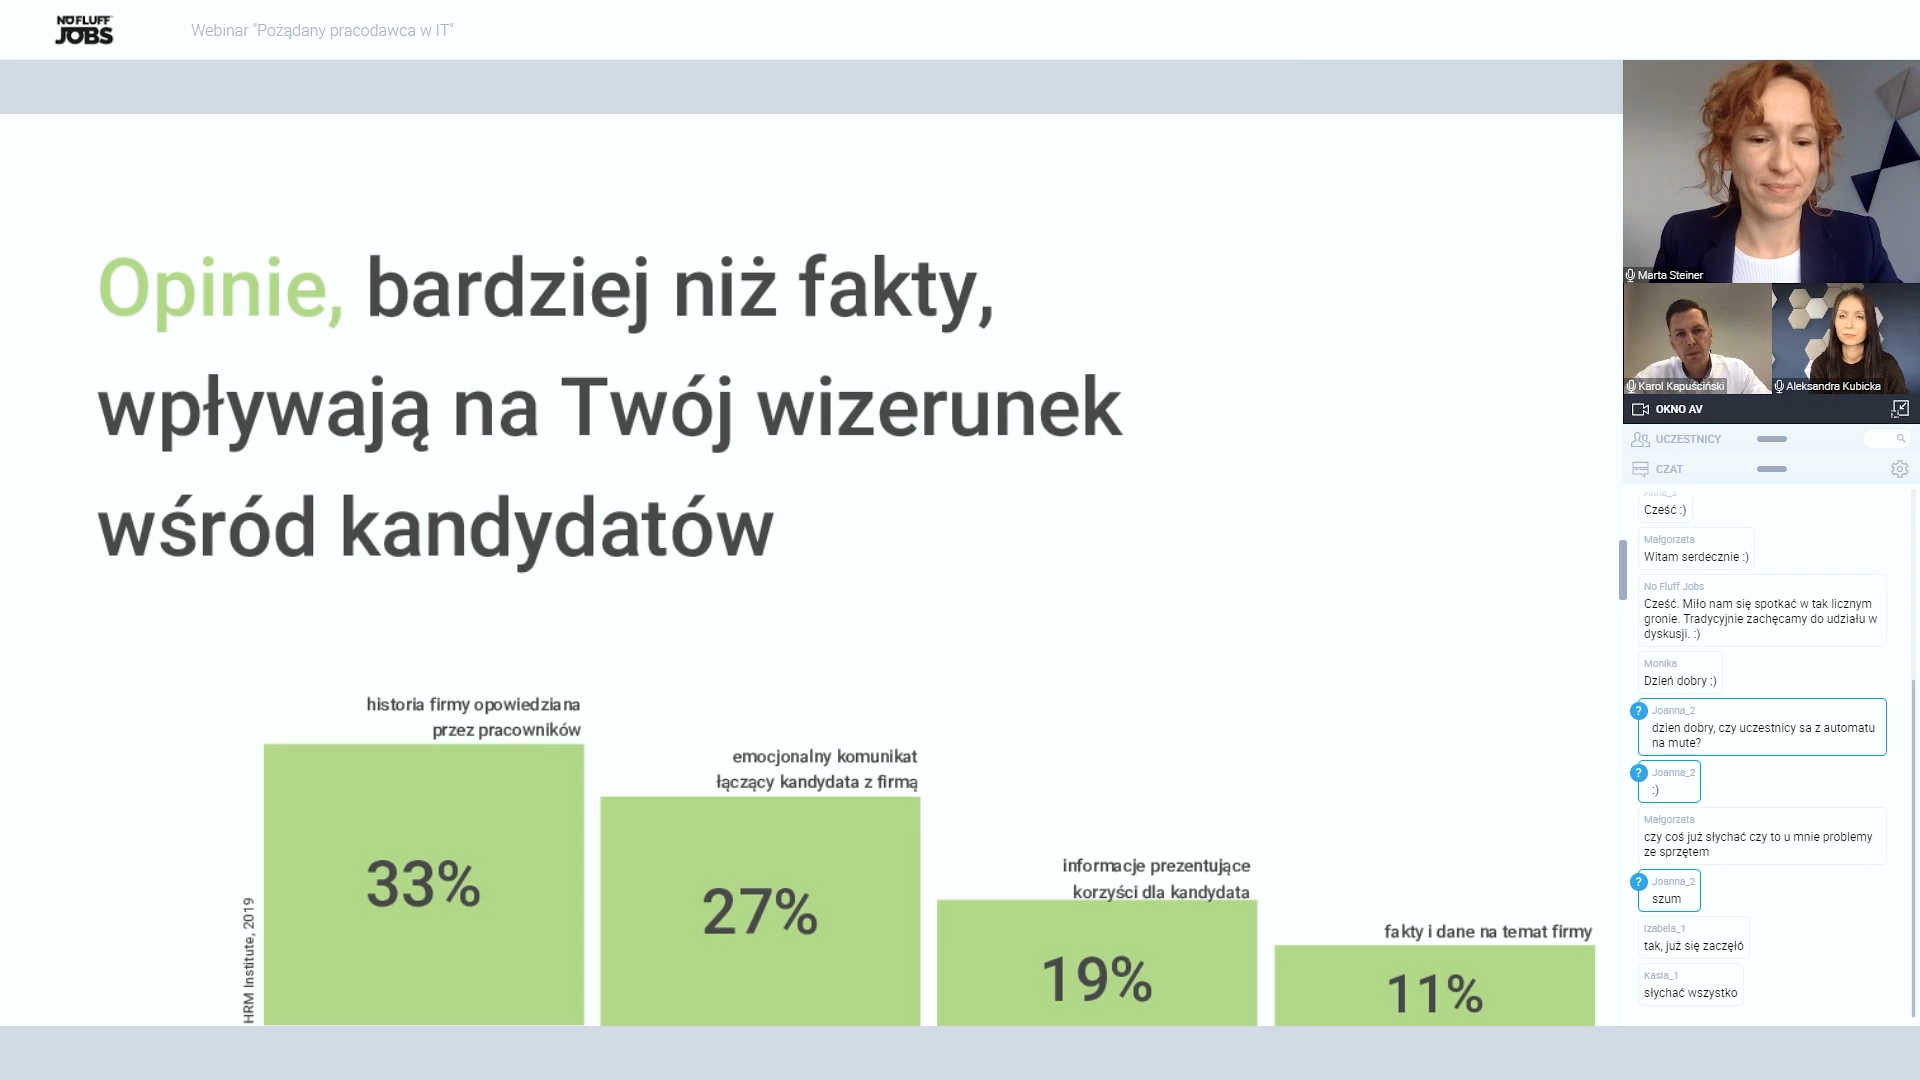 NO FLUFF
JOBS
Webinar "Pożądany pracodawca w IT"
Opinie, bardziej niż fakty,
wpływają na Twój wizerunek
wśród kandydatów
historia firmy opowiedziana
przez pracowników
33%
emocjonalny komunikat
łączący kandydata z firmą
27%
informacje prezentujące
korzyści dla kandydata
19%
fakty i dane na temat firmy
11%
HRM Institute, 2019
Marta Steiner
Karol Kapuściński
Aleksandra Kubicka
OKNO AV
UCZESTNICY
CZAT
Anna_3
Cześć :)
Małgorzata
Witam serdecznie :)
No Fluff Jobs
Cześć. Miło nam się spotkać w tak licznym
gronie. Tradycyjnie zachęcamy do udziału w
dyskusji. :)
Monika
Dzień dobry :)
?
Joanna_2
dzien dobry, czy uczestnicy sa z automatu
na mute?
?
Joanna_2
:)
Małgorzata
czy coś już słychać czy to u mnie problemy
ze sprzętem
?
Joanna_2
szum
Izabela_1
tak, już się zaczęłó
Kasia_1
słychać wszystko